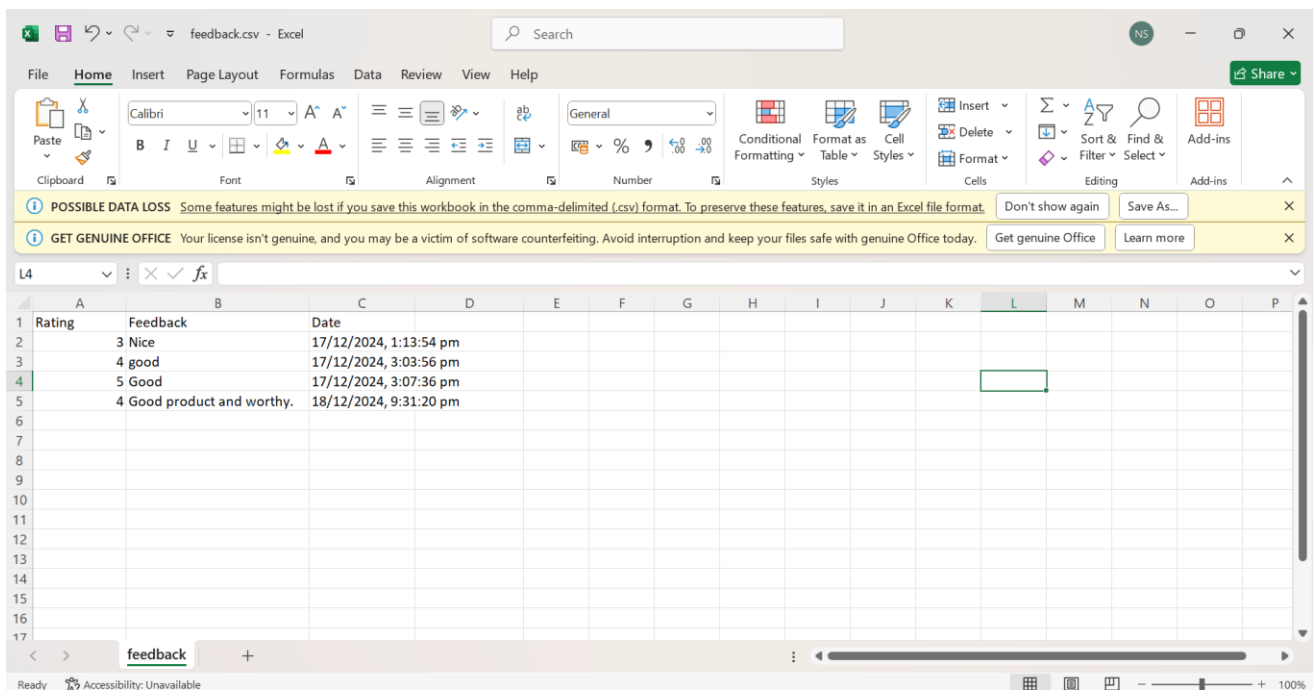 feedback.csv - Excel
Search
NS
File Home Insert Page Layout Formulas Data Review View Help
Share
Paste
Calibri 11 A^ A˅
ab
General
Insert
Delete
Format
Conditional Formatting
Format as Table
Cell Styles
Sort & Filter
Find & Select
Add-ins
B I U A
% 9 .00
Clipboard Font Alignment Number Styles Cells Editing Add-ins
POSSIBLE DATA LOSS Some features might be lost if you save this workbook in the comma-delimited (.csv) format. To preserve these features, save it in an Excel file format. Don't show again Save As...
GET GENUINE OFFICE Your license isn't genuine, and you may be a victim of software counterfeiting. Avoid interruption and keep your files safe with genuine Office today. Get genuine Office Learn more
L4 fx
A B C D E F G H I J K L M N O P
1 Rating Feedback Date
2 3 Nice 17/12/2024, 1:13:54 pm
3 4 good 17/12/2024, 3:03:56 pm
4 5 Good 17/12/2024, 3:07:36 pm
5 4 Good product and worthy. 18/12/2024, 9:31:20 pm
6
7
8
9
10
11
12
13
14
15
16
17
feedback
Ready Accessibility: Unavailable 100%